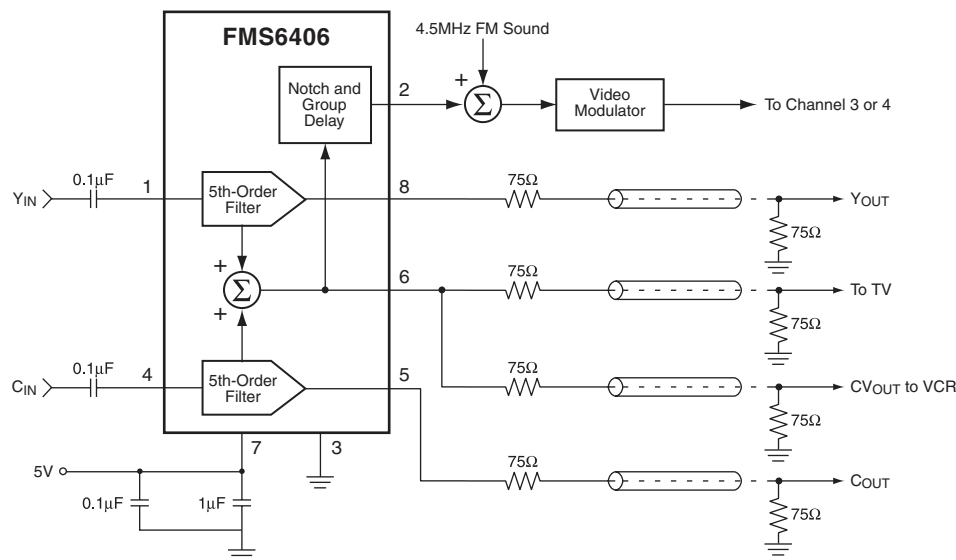 FMS6406
4.5MHz FM Sound
+
Σ
Notch and
Group
Delay
2
Video
Modulator
To Channel 3 or 4
YIN
0.1μF
1
5th-Order
Filter
8
75Ω
YOUT
75Ω
+
Σ
+
6
75Ω
To TV
75Ω
CIN
0.1μF
4
5th-Order
Filter
5
75Ω
CVOUT to VCR
75Ω
7
3
5V
0.1μF
1μF
75Ω
COUT
75Ω